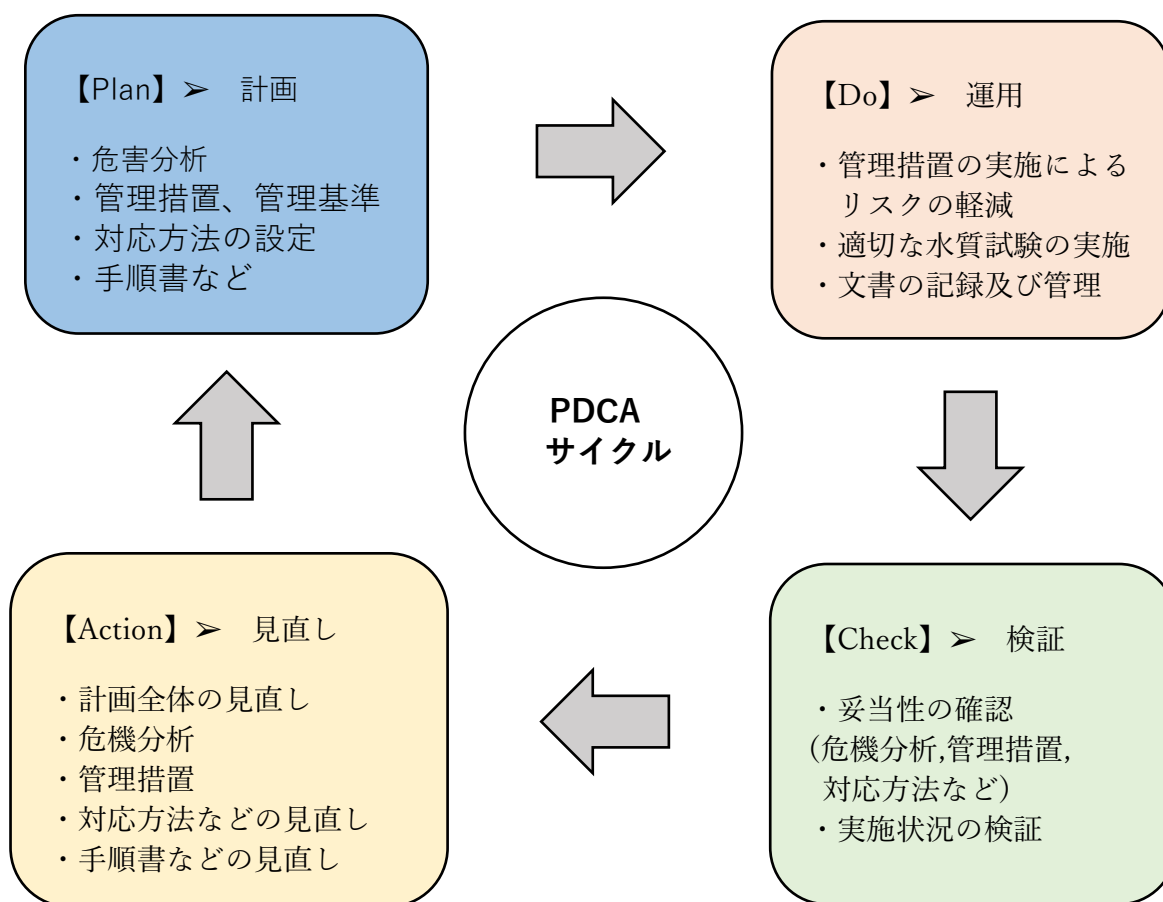 【Plan】➢　計画
・危害分析
・管理措置、管理基準
・対応方法の設定
・手順書など
【Do】➢　運用
・管理措置の実施による
リスクの軽減
・適切な水質試験の実施
・文書の記録及び管理
PDCA
サイクル
【Action】➢　見直し
・計画全体の見直し
・危機分析
・管理措置
・対応方法などの見直し
・手順書などの見直し
【Check】➢　検証
・妥当性の確認
(危機分析,管理措置,
対応方法など)
・実施状況の検証